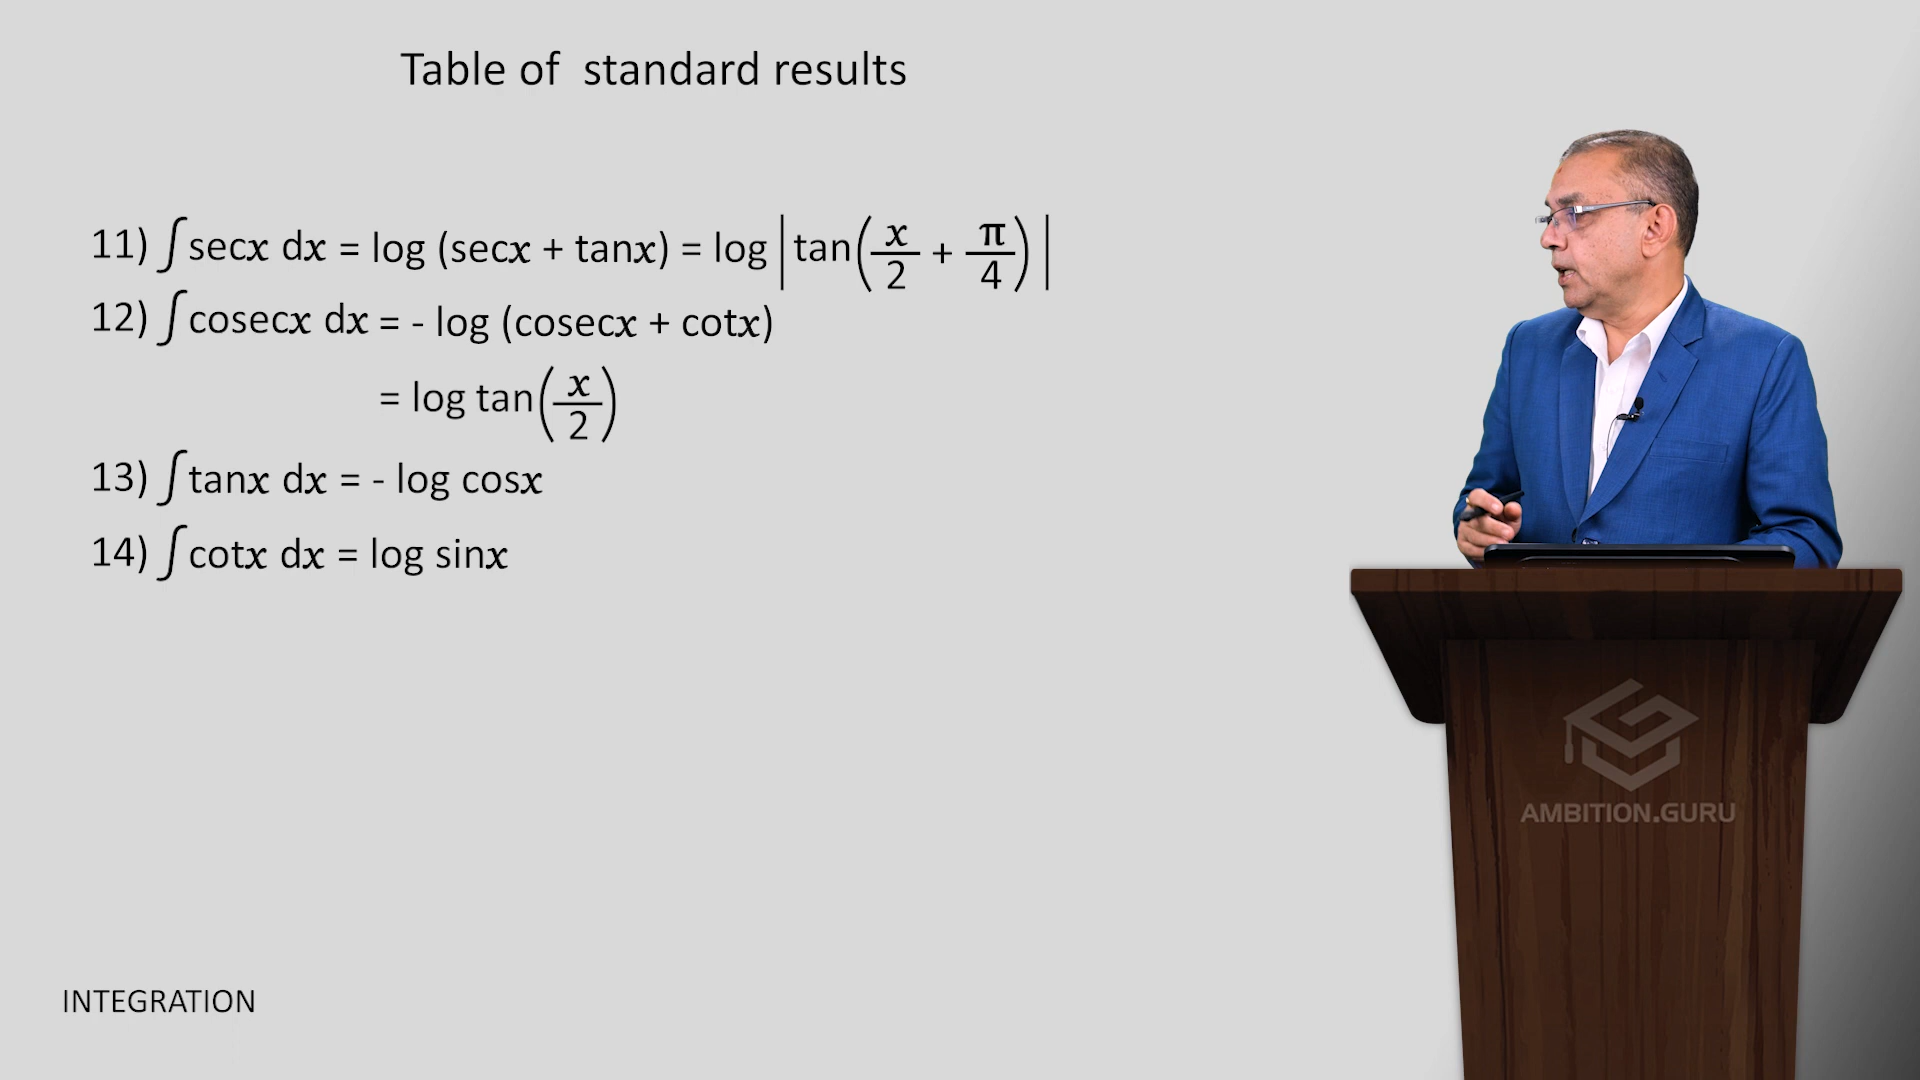 Table of standard results
11) ∫secx dx = log (secx + tanx) = log |tan(x/2 + π/4)|
12) ∫cosecx dx = - log (cosecx + cotx)
= log tan(x/2)
13) ∫tanx dx = - log cosx
14) ∫cotx dx = log sinx
AMBITION.GURU
INTEGRATION